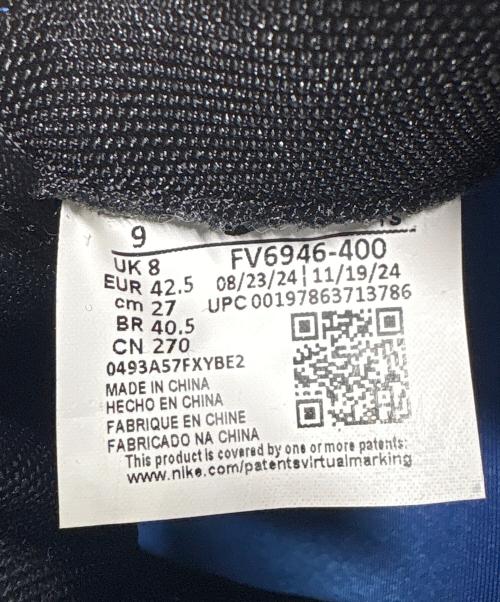 9
FV6946-400
UK 8
EUR 42.5
08/23/24 | 11/19/24
cm 27
UPC 00197863713786
BR 40.5
CN 270
0493A57FXYBE2
MADE IN CHINA
HECHO EN CHINA
FABRIQUE EN CHINE
FABRICADO NA CHINA
This product is covered by one or more patents:
www.nike.com/patentsvirtualmarking